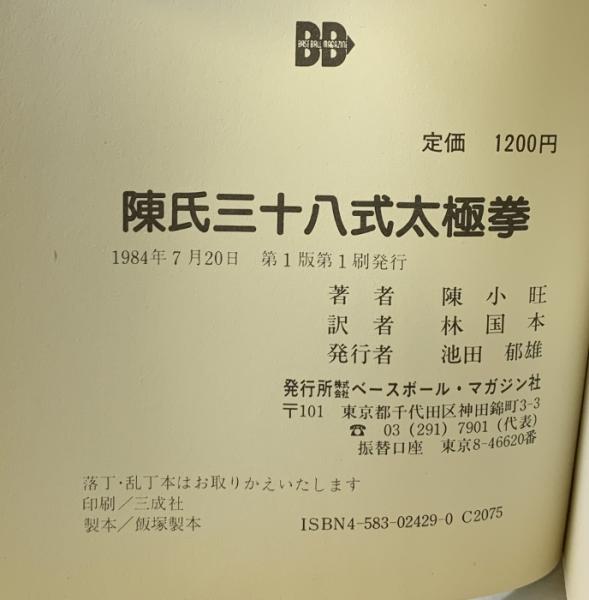 BBM
BASEBALL MAGAZINE
定価 1200円
陳氏三十八式太極拳
1984年7月20日 第1版第1刷発行
著者 陳小旺
訳者 林国本
発行者 池田郁雄
発行所株式会社ベースボール・マガジン社
〒101 東京都千代田区神田錦町3-3
☎ 03 (291) 7901 (代表)
振替口座 東京8-46620番
落丁・乱丁本はお取りかえいたします
印刷/三成社
製本/飯塚製本
ISBN4-583-02429-0 C2075